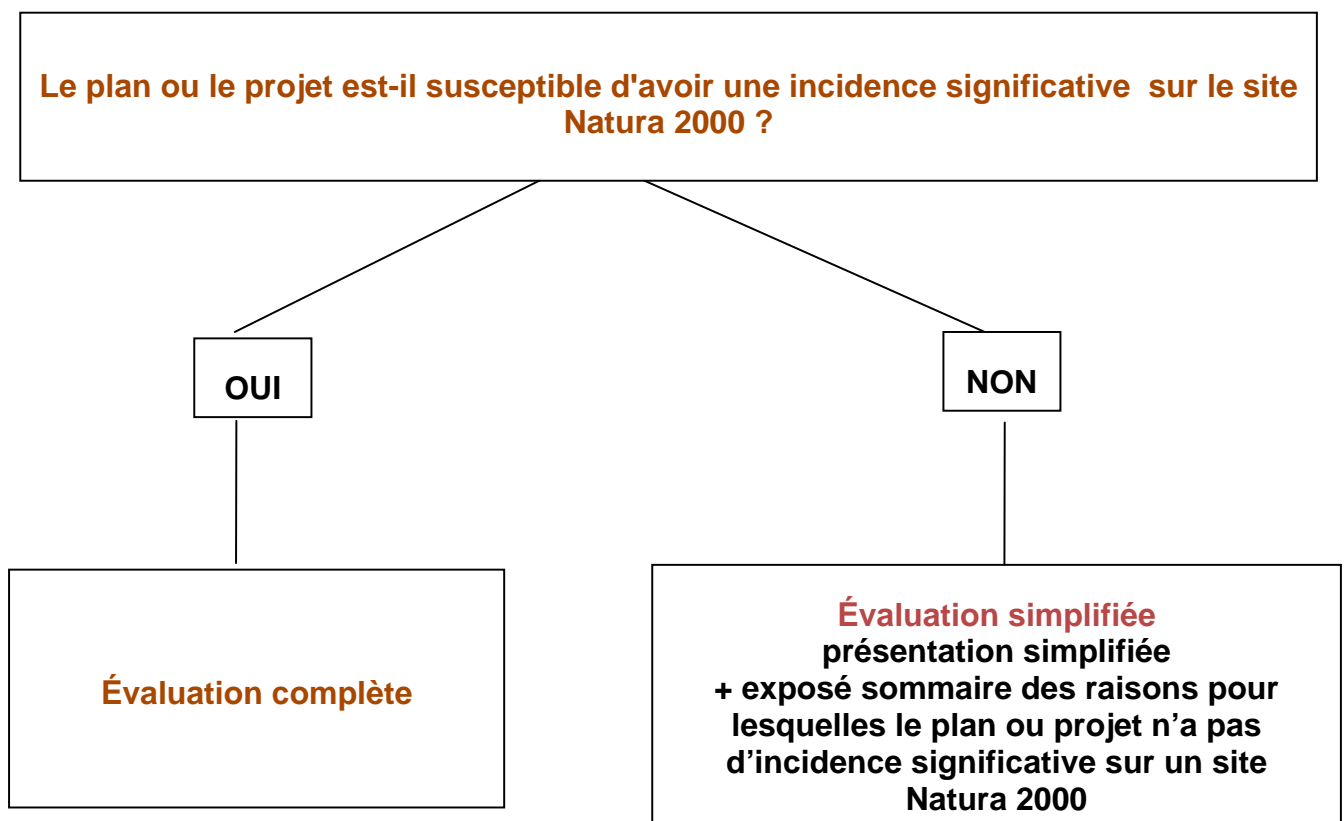 Le plan ou le projet est-il susceptible d'avoir une incidence significative  sur le site
Natura 2000 ?
OUI
NON
Évaluation complète
Évaluation simplifiée
présentation simplifiée
+ exposé sommaire des raisons pour
lesquelles le plan ou projet n’a pas
d’incidence significative sur un site
Natura 2000